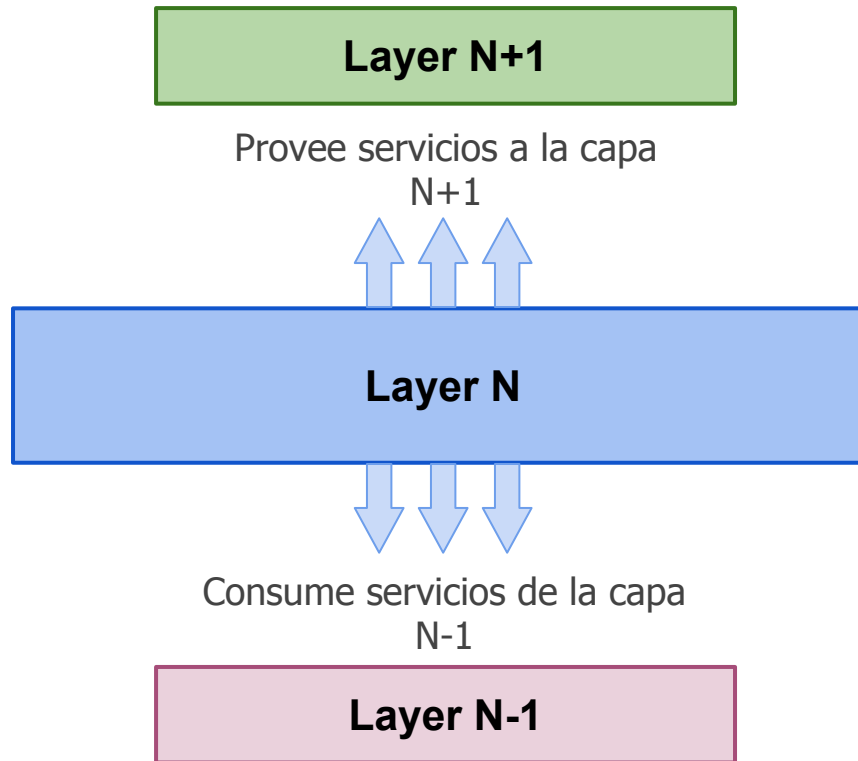 Layer N+1
Provee servicios a la capa
N+1
Layer N
Consume servicios de la capa
N-1
Layer N-1